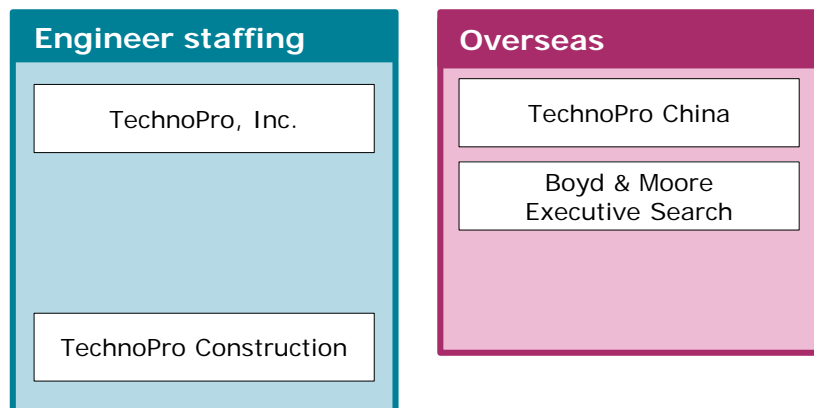 Engineer staffing
TechnoPro, Inc.
TechnoPro Construction
Overseas
TechnoPro China
Boyd & Moore
Executive Search